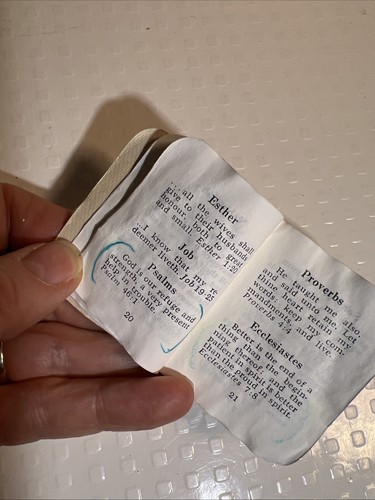 Esther
. . . all the wives shall
give to their husbands
honour, both to great
and small. Esther 1:20
Job
. . I know that my re-
deemer liveth. Job 19:25
Psalms
God is our refuge and
strength, a very present
help in trouble.
Psalm 46:1
20
Proverbs
He taught me also,
and said unto me, Let
thine heart retain my
words: keep my com-
mandments, and live.
Proverbs 4:4
Ecclesiastes
Better is the end of a
thing than the begin-
ning thereof: and the
patient in spirit is better
than the proud in spirit.
Ecclesiastes 7:8
21